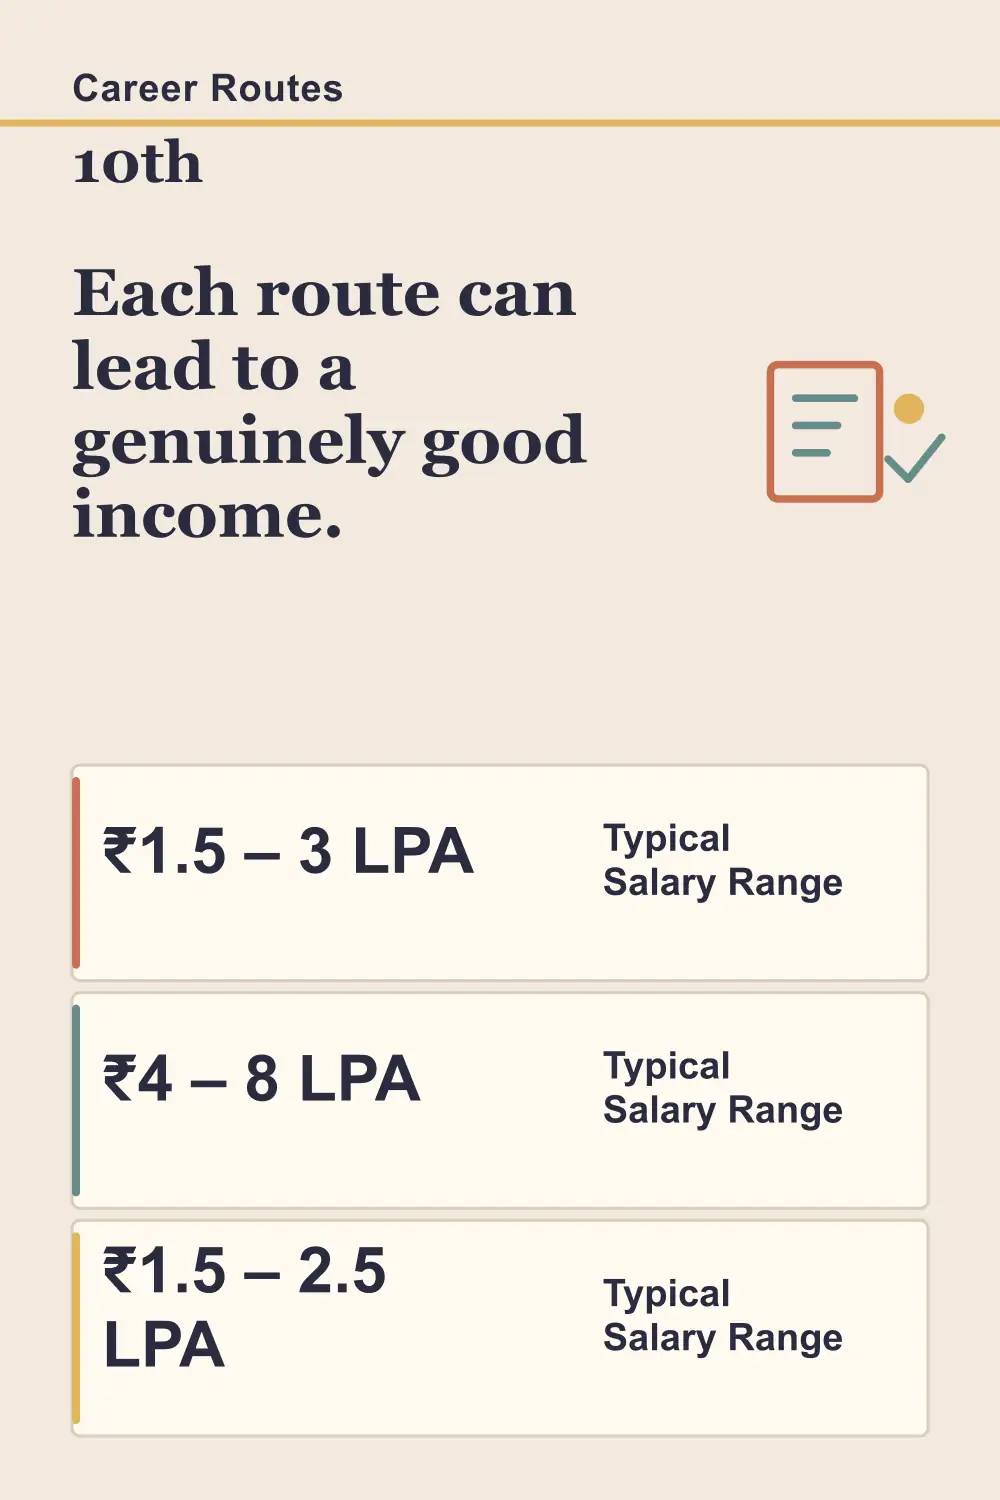 Career Routes
10th
Each route can
lead to a
genuinely good
income.
₹1.5 – 3 LPA
Typical
Salary Range
₹4 – 8 LPA
Typical
Salary Range
₹1.5 – 2.5
LPA
Typical
Salary Range